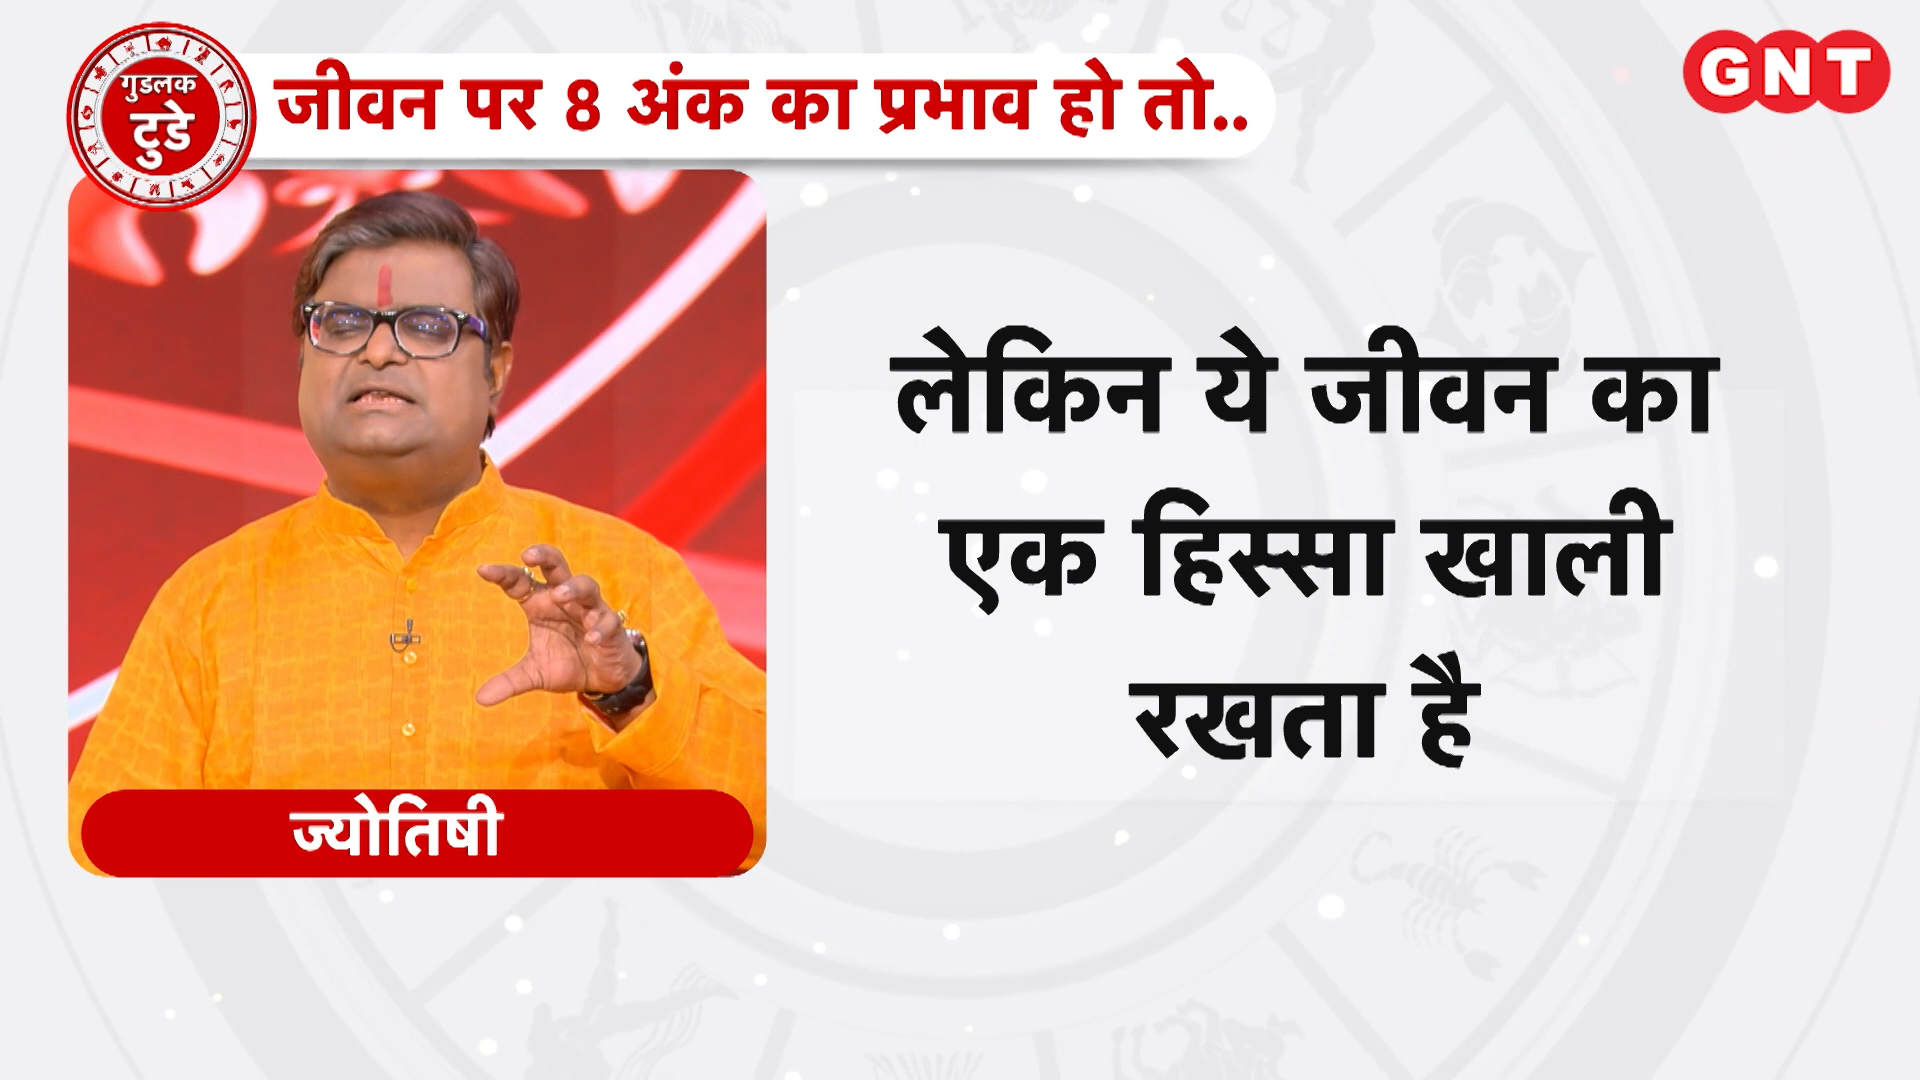 गुडलक
टुडे
जीवन पर 8 अंक का प्रभाव हो तो..
GNT
लेकिन ये जीवन का
एक हिस्सा खाली
रखता है
ज्योतिषी